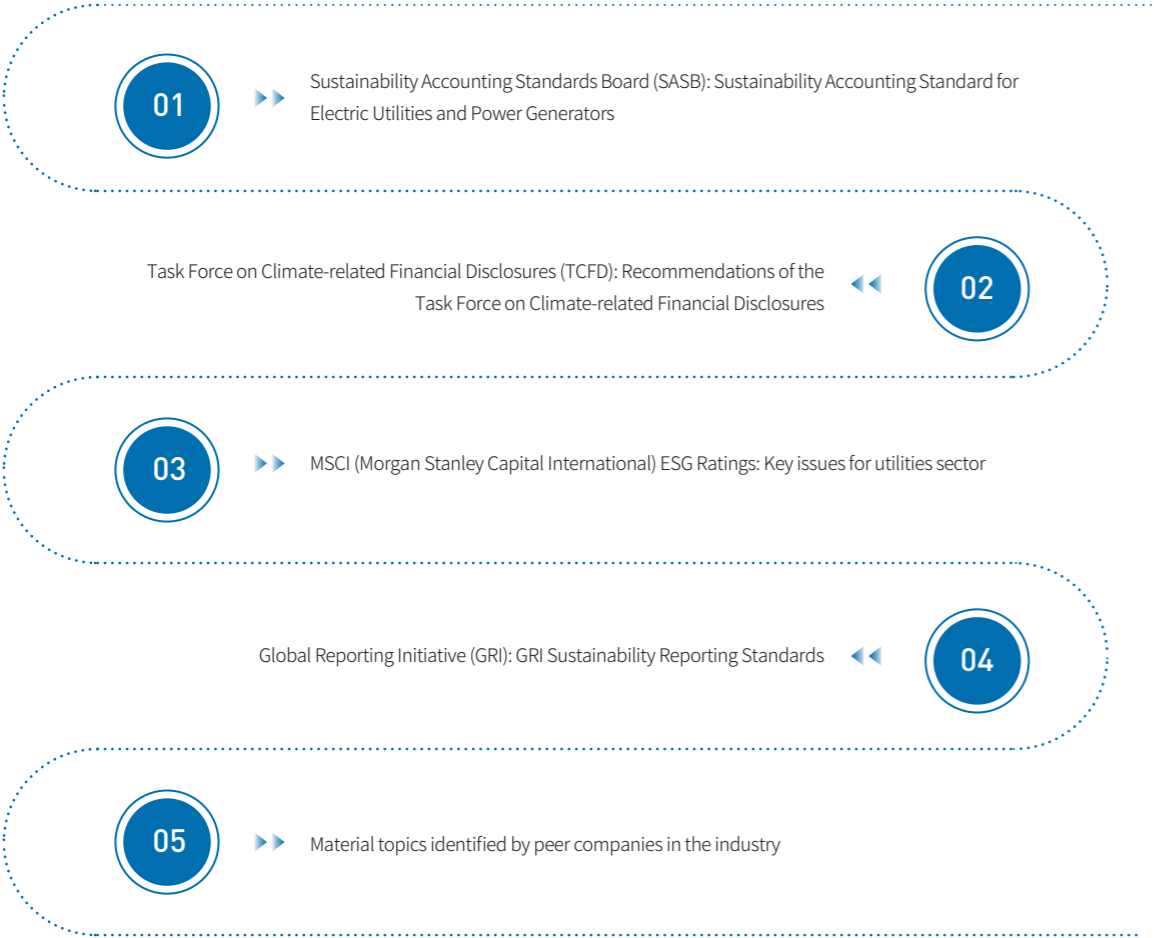 01
Sustainability Accounting Standards Board (SASB): Sustainability Accounting Standard for
Electric Utilities and Power Generators
Task Force on Climate-related Financial Disclosures (TCFD): Recommendations of the
Task Force on Climate-related Financial Disclosures
02
03
MSCI (Morgan Stanley Capital International) ESG Ratings: Key issues for utilities sector
Global Reporting Initiative (GRI): GRI Sustainability Reporting Standards
04
05
Material topics identified by peer companies in the industry